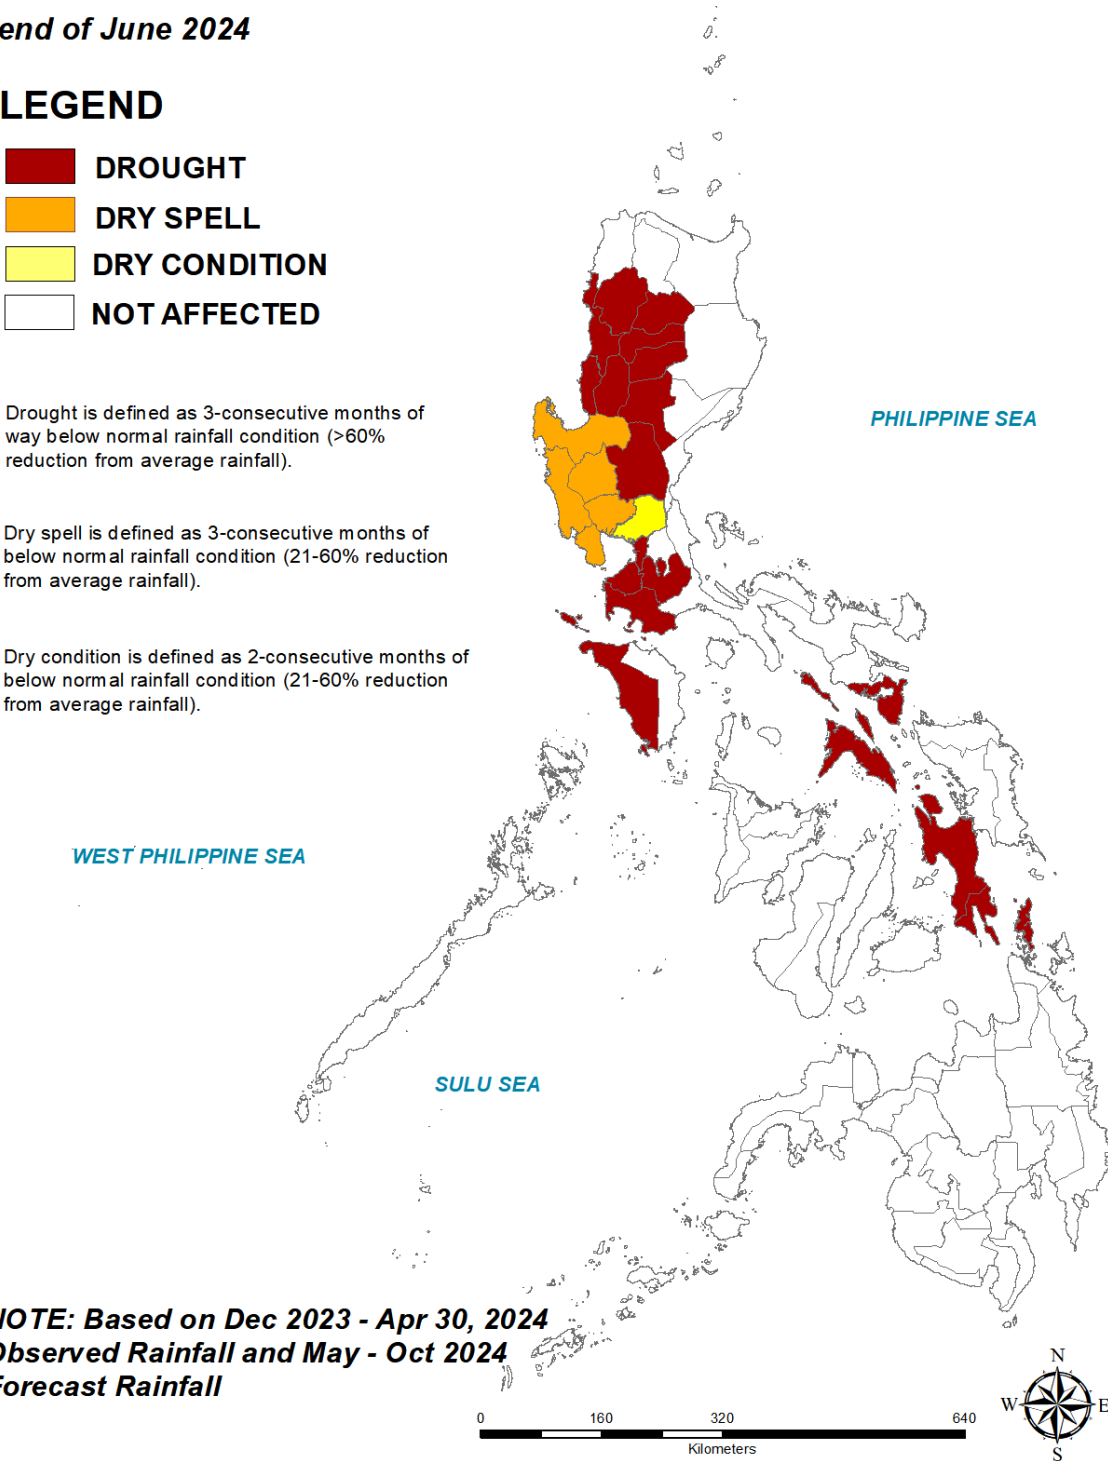 end of June 2024
LEGEND
DROUGHT
DRY SPELL
DRY CONDITION
NOT AFFECTED
Drought is defined as 3-consecutive months of
way below normal rainfall condition (>60%
reduction from average rainfall).
Dry spell is defined as 3-consecutive months of
below normal rainfall condition (21-60% reduction
from average rainfall).
Dry condition is defined as 2-consecutive months of
below normal rainfall condition (21-60% reduction
from average rainfall).
PHILIPPINE SEA
WEST PHILIPPINE SEA
SULU SEA
NOTE: Based on Dec 2023 - Apr 30, 2024
Observed Rainfall and May - Oct 2024
Forecast Rainfall
0 160 320 640
Kilometers
N
W E
S